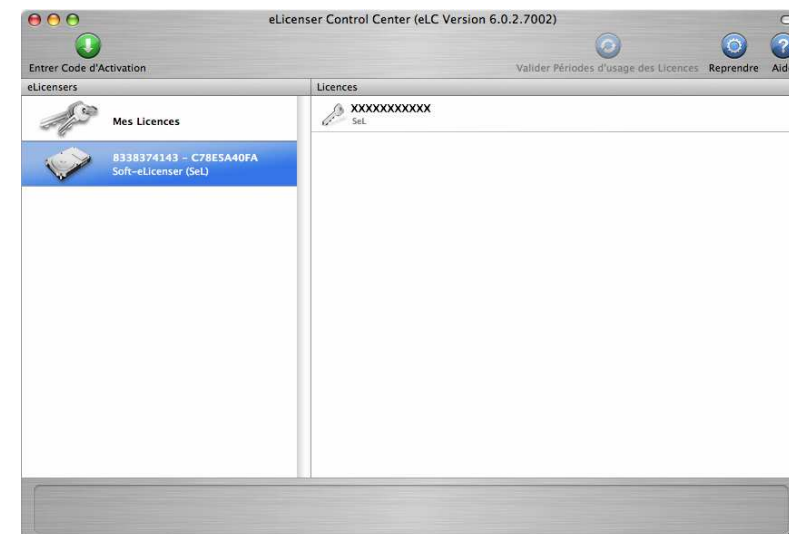 eLicenser Control Center (eLC Version 6.0.2.7002)
Entrer Code d'Activation
Valider Périodes d'usage des Licences
Reprendre
Aide
eLicensers
Licences
Mes Licences
8338374143 - C78E5A40FA
Soft-eLicenser (SeL)
XXXXXXXXXXX
SeL